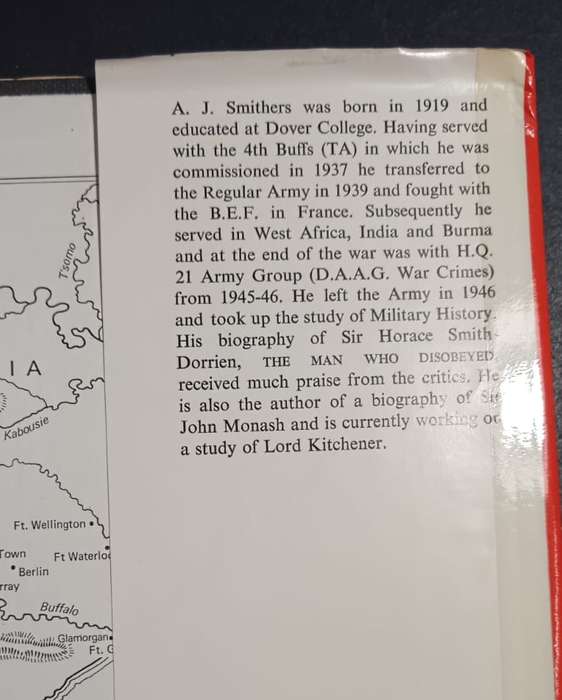 A. J. Smithers was born in 1919 and
educated at Dover College. Having served
with the 4th Buffs (TA) in which he was
commissioned in 1937 he transferred to
the Regular Army in 1939 and fought with
the B.E.F. in France. Subsequently he
served in West Africa, India and Burma
and at the end of the war was with H.Q.
21 Army Group (D.A.A.G. War Crimes)
from 1945-46. He left the Army in 1946
and took up the study of Military History.
His biography of Sir Horace Smith-
Dorrien, THE MAN WHO DISOBEYED,
received much praise from the critics. He
is also the author of a biography of Sir
John Monash and is currently working on
a study of Lord Kitchener.
T'somo
I A
Kabousie
Ft. Wellington
Town
Ft Waterloo
Berlin
rray
Buffalo
Glamorgan
Ft. G